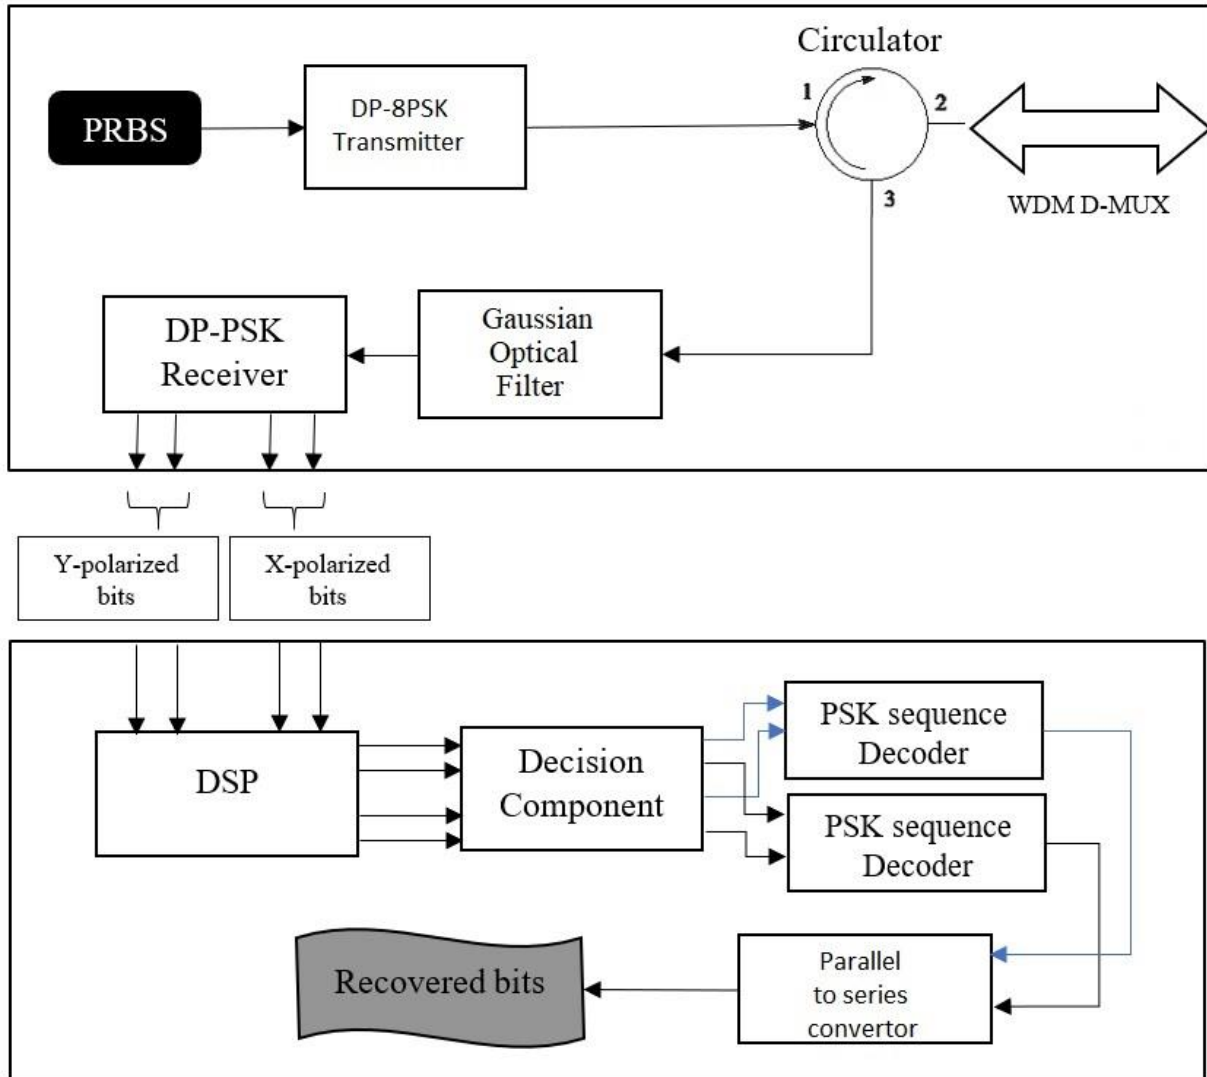 Circulator
PRBS
DP-8PSK
Transmitter
1
2
3
WDM D-MUX
DP-PSK
Receiver
Gaussian
Optical
Filter
Y-polarized
bits
X-polarized
bits
DSP
Decision
Component
PSK sequence
Decoder
PSK sequence
Decoder
Recovered bits
Parallel
to series
convertor